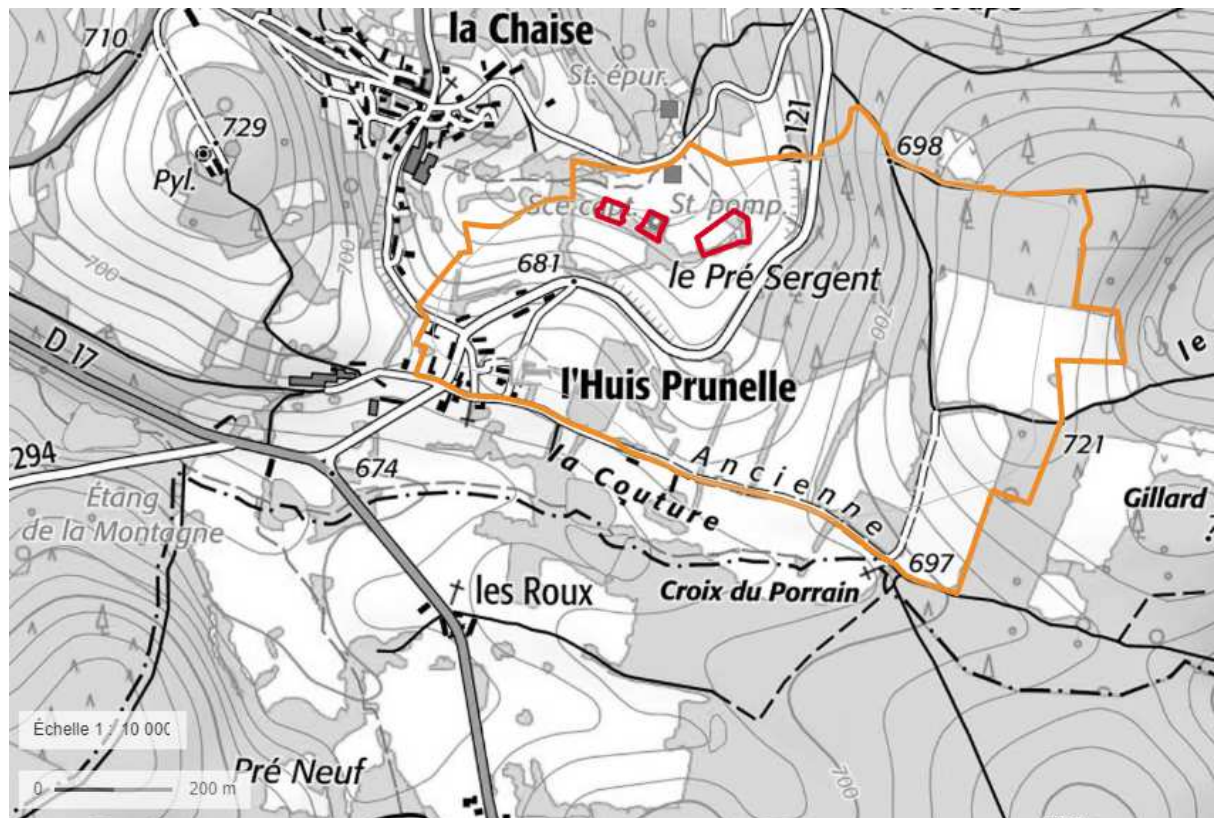 710
la Chaise
St. épur.
729
Pyl.
D 121
698
Sce capt.
St. pomp.
700
681
le Pré Sergent
700
D 17
l'Huis Prunelle
le
294
674
Ancienne
la Couture
721
Étang
de la Montagne
Gillard
697
les Roux
Croix du Porrain
Échelle 1 : 10 000
Pré Neuf
700
0 200 m